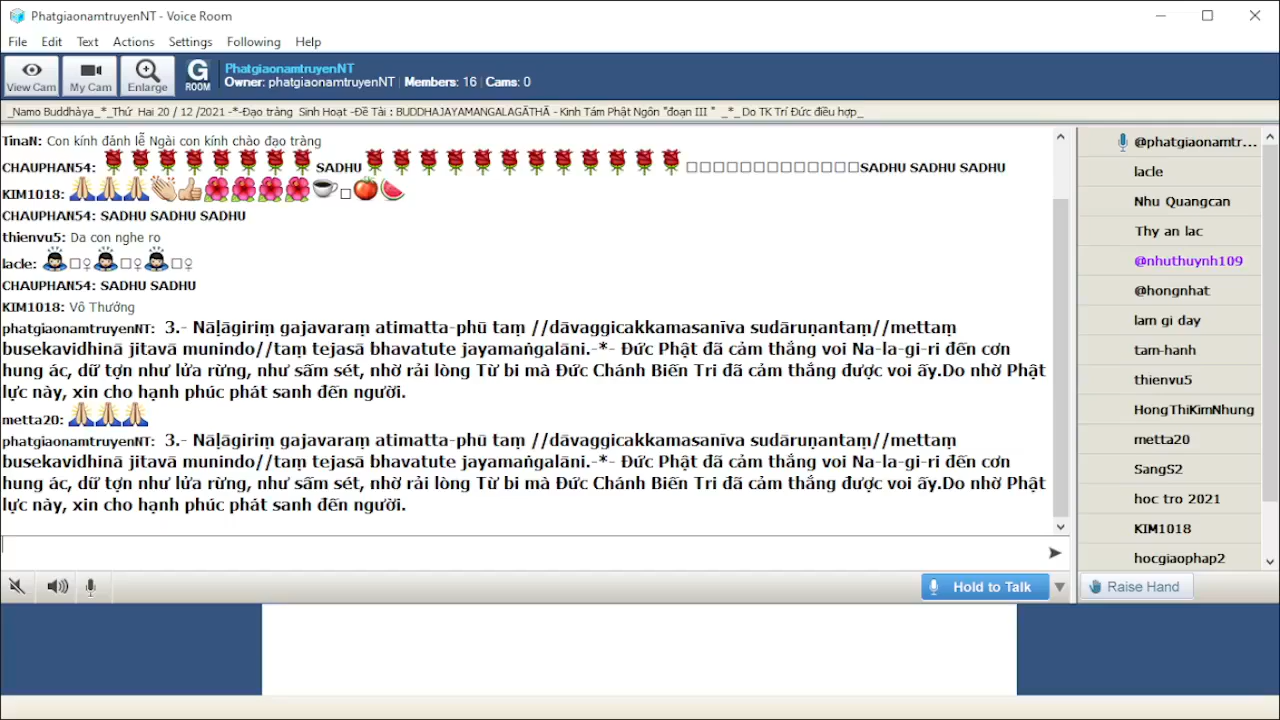 PhatgiaonamtruyenNT - Voice Room
File Edit Text Actions Settings Following Help
View Cam My Cam Enlarge G ROOM
PhatgiaonamtruyenNT
Owner: phatgiaonamtruyenNT | Members: 16 | Cams: 0
_Namo Buddhàya_*_Thứ Hai 20 / 12 /2021 -*-Đạo tràng Sinh Hoạt -Đề Tài : BUDDHAJAYAMANGALAGĀTHĀ - Kinh Tám Phật Ngôn "đoạn III " _*_ Do TK Trí Đức điều hợp_
TinaN: Con kính đảnh lễ Ngài con kính chào đạo tràng
CHAUPHAN54: SADHU SADHU SADHU SADHU
KIM1018:
CHAUPHAN54: SADHU SADHU SADHU
thienvu5: Da con nghe ro
lacle:
CHAUPHAN54: SADHU SADHU
KIM1018: Vô Thưởng
phatgiaonamtruyenNT: 3.- Nāḷāgiriṃ gajavaraṃ atimatta-phū taṃ //dāvaggicakkamasanīva sudāruṇantaṃ//mettaṃ
busekavidhinā jitavā munindo//taṃ tejasā bhavatute jayamaṅgalāni.-*- Đức Phật đã cảm thắng voi Na-la-gi-ri đến cơn
hung ác, dữ tợn như lửa rừng, như sấm sét, nhờ rải lòng Từ bi mà Đức Chánh Biến Tri đã cảm thắng được voi ấy.Do nhờ Phật
lực này, xin cho hạnh phúc phát sanh đến người.
metta20:
phatgiaonamtruyenNT: 3.- Nāḷāgiriṃ gajavaraṃ atimatta-phū taṃ //dāvaggicakkamasanīva sudāruṇantaṃ//mettaṃ
busekavidhinā jitavā munindo//taṃ tejasā bhavatute jayamaṅgalāni.-*- Đức Phật đã cảm thắng voi Na-la-gi-ri đến cơn
hung ác, dữ tợn như lửa rừng, như sấm sét, nhờ rải lòng Từ bi mà Đức Chánh Biến Tri đã cảm thắng được voi ấy.Do nhờ Phật
lực này, xin cho hạnh phúc phát sanh đến người.
Hold to Talk
@phatgiaonamtr...
lacle
Nhu Quangcan
Thy an lac
@nhuthuynh109
@hongnhat
lam gi day
tam-hanh
thienvu5
HongThiKimNhung
metta20
SangS2
hoc tro 2021
KIM1018
hocgiaophap2
Raise Hand